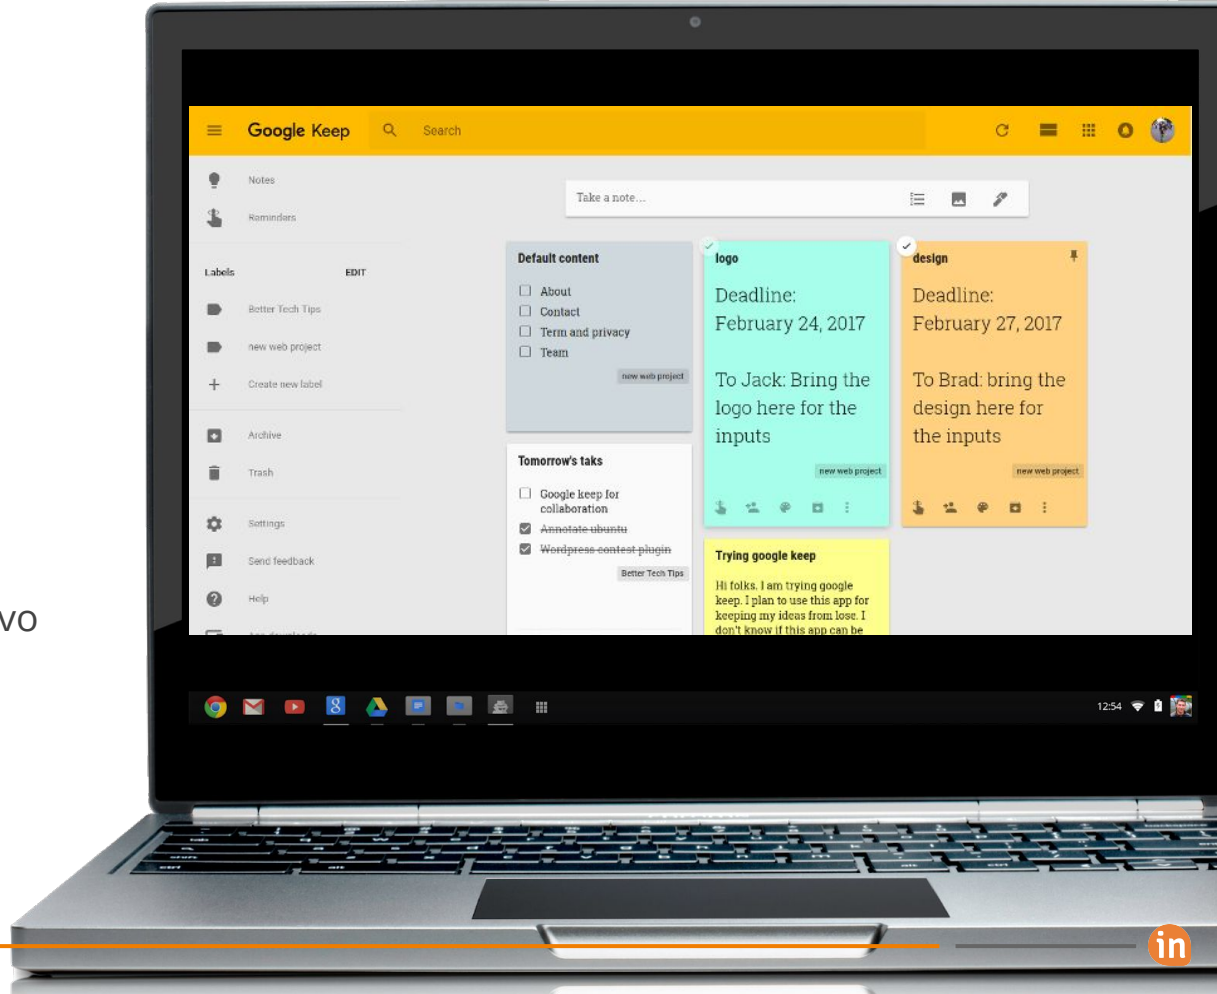 Google Keep
Search
Notes
Reminders
Labels EDIT
Better Tech Tips
new web project
Create new label
Archive
Trash
Settings
Send feedback
Help
App downloads
Take a note...
Default content
About
Contact
Term and privacy
Team
new web project
Tomorrow's taks
Google keep for
collaboration
Annotate ubuntu
Wordpress contest plugin
Better Tech Tips
logo
Deadline:
February 24, 2017
To Jack: Bring the
logo here for the
inputs
new web project
Trying google keep
Hi folks. I am trying google
keep. I plan to use this app for
keeping my ideas from lose. I
don't know if this app can be
design
Deadline:
February 27, 2017
To Brad: bring the
design here for
the inputs
new web project
vo
8
12:54
in